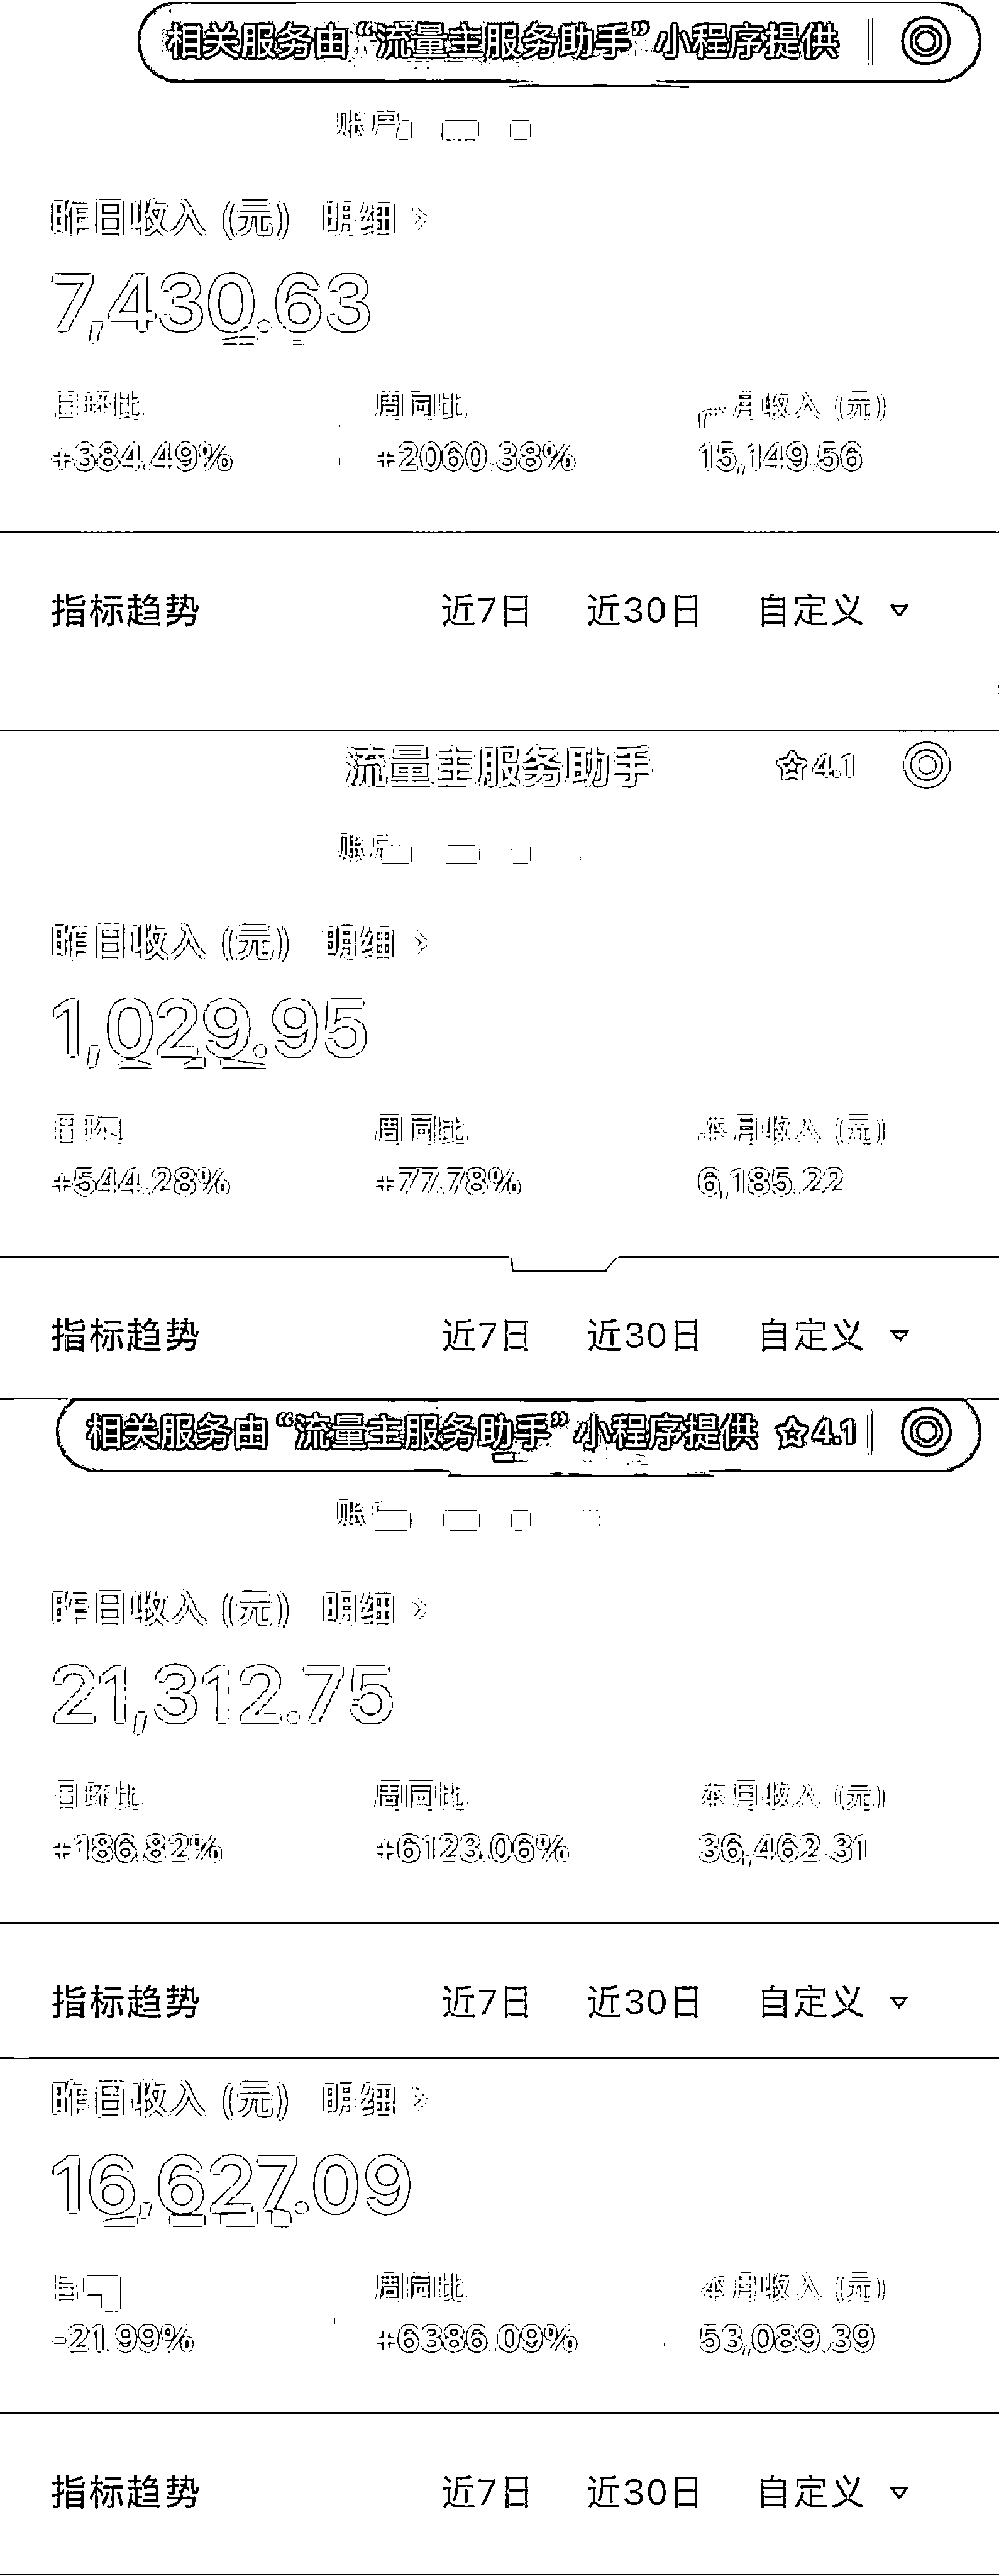 相关服务由“流量主服务助手”小程序提供
账户
昨日收入 (元) 明细 >
7,430.63
日环比 周同比 月收入 (元)
+384.49% +2060.38% 15,149.56
指标趋势 近7日 近30日 自定义
流量主服务助手 4.1
账
昨日收入 (元) 明细 >
1,029.95
日环 周同比 本月收入 (元)
+544.28% +77.78% 6,185.22
指标趋势 近7日 近30日 自定义
相关服务由“流量主服务助手”小程序提供 4.1
账
昨日收入 (元) 明细 >
21,312.75
日环比 周同比 本月收入 (元)
+186.82% +6123.06% 36,462.31
指标趋势 近7日 近30日 自定义
昨日收入 (元) 明细 >
16,627.09
日 周同比 本月收入 (元)
-21.99% +6386.09% 53,089.39
指标趋势 近7日 近30日 自定义